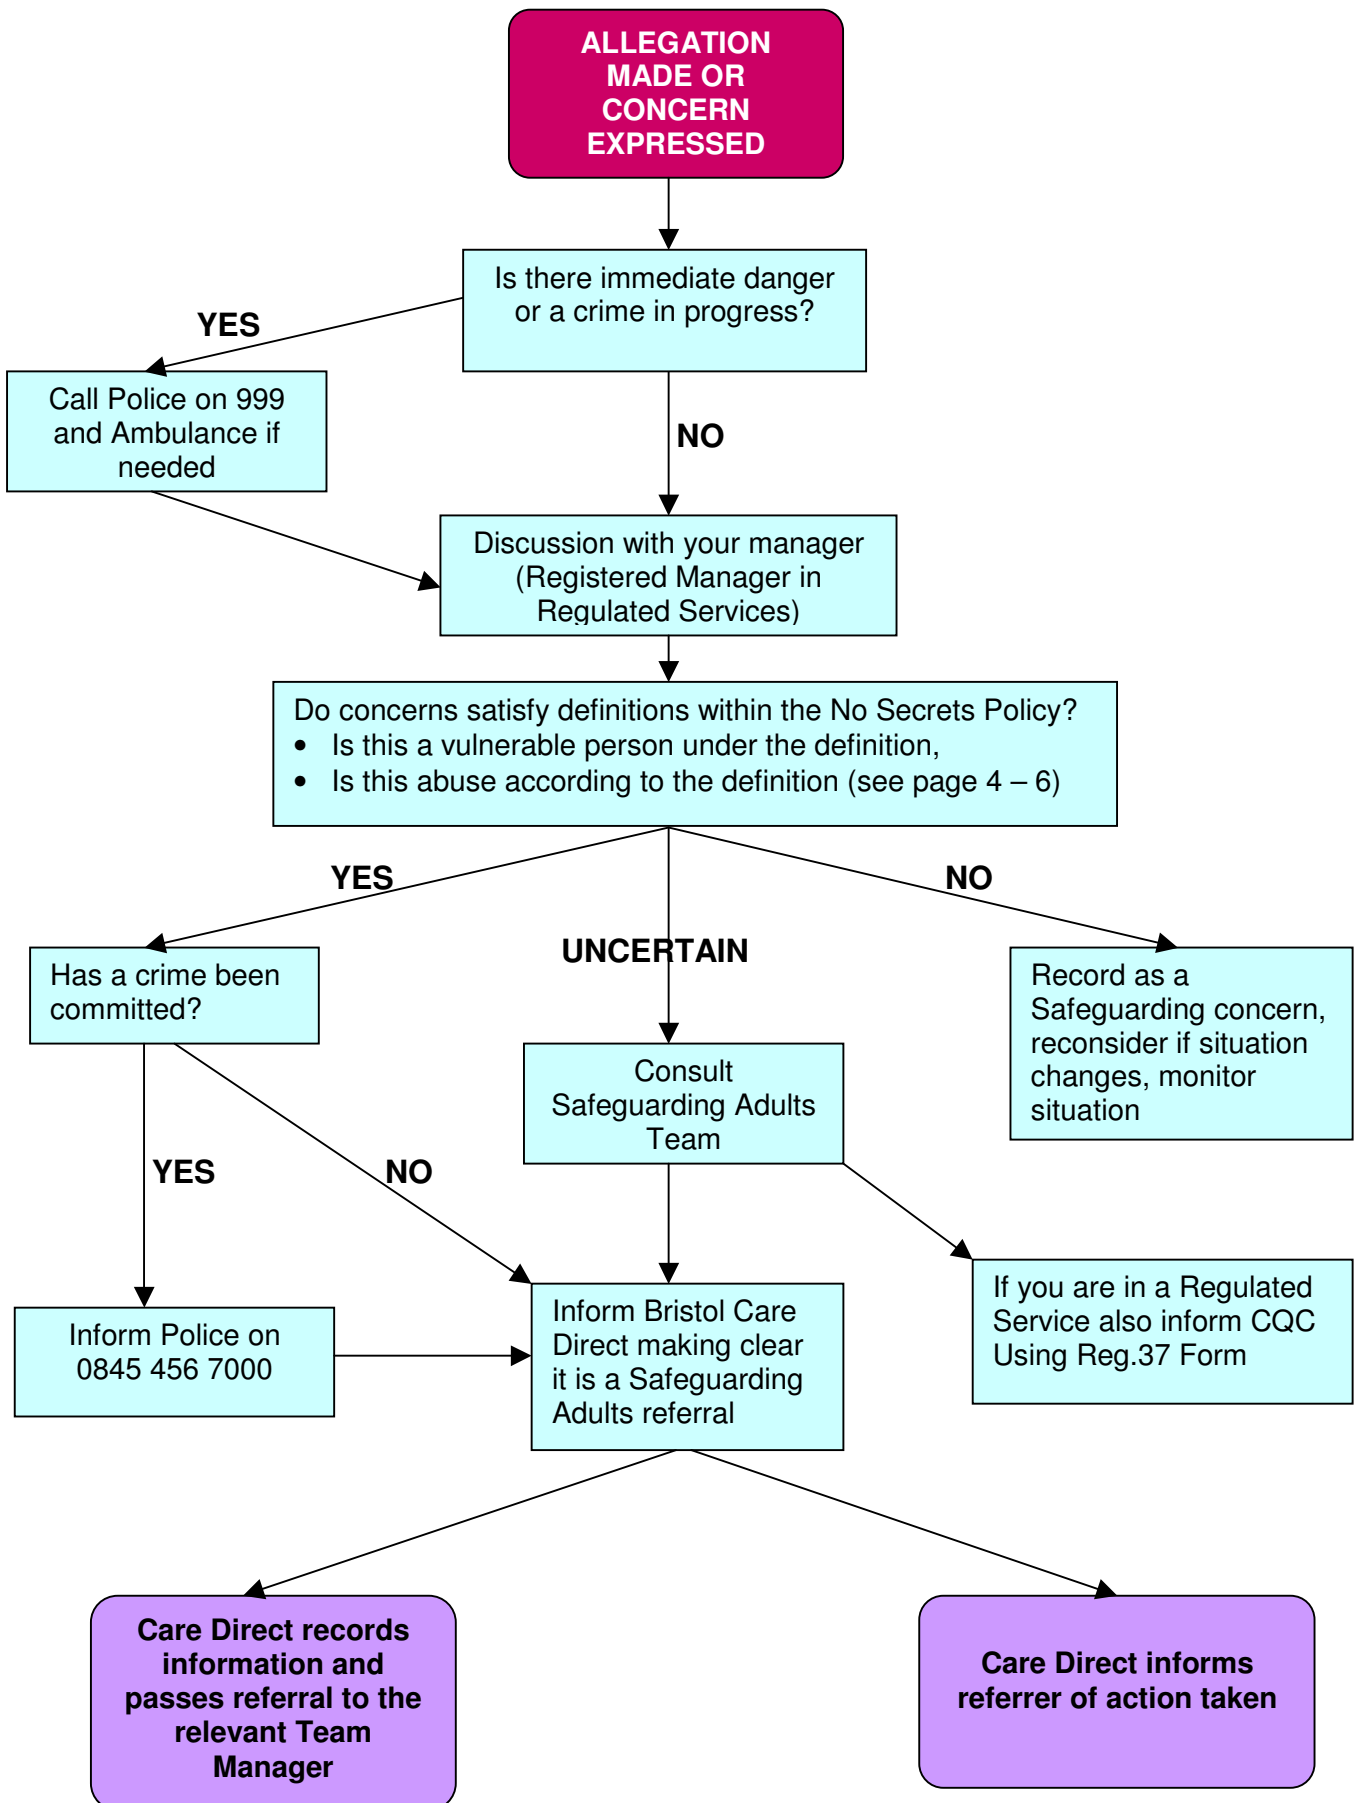 ALLEGATION
MADE OR
CONCERN
EXPRESSED
Is there immediate danger
or a crime in progress?
YES
Call Police on 999
and Ambulance if
needed
NO
Discussion with your manager
(Registered Manager in
Regulated Services)
Do concerns satisfy definitions within the No Secrets Policy?
• Is this a vulnerable person under the definition,
• Is this abuse according to the definition (see page 4 – 6)
YES
UNCERTAIN
NO
Has a crime been
committed?
Consult
Safeguarding Adults
Team
Record as a
Safeguarding concern,
reconsider if situation
changes, monitor
situation
YES
NO
Inform Police on
0845 456 7000
Inform Bristol Care
Direct making clear
it is a Safeguarding
Adults referral
If you are in a Regulated
Service also inform CQC
Using Reg.37 Form
Care Direct records
information and
passes referral to the
relevant Team
Manager
Care Direct informs
referrer of action taken